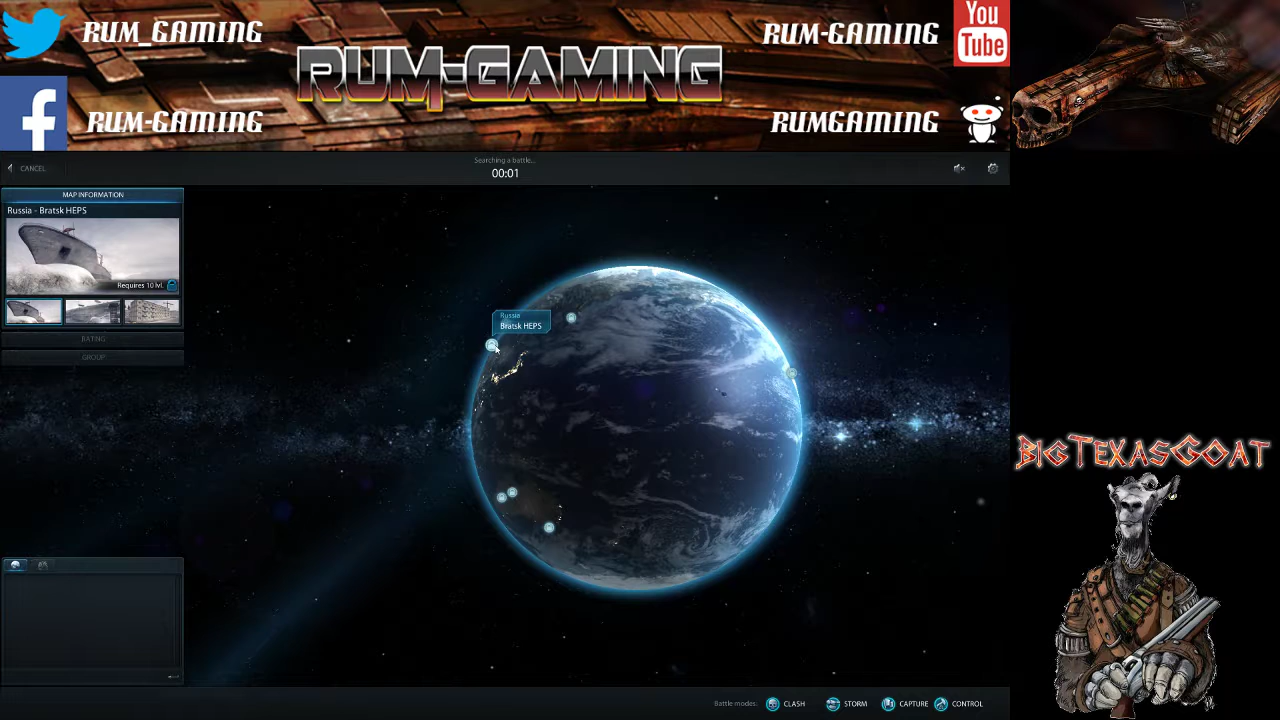 RUM_GAMING
RUM-GAMING
RUM-GAMING
You
Tube
RUM-GAMING
RUMGAMING
CANCEL
Searching a battle...
00:01
MAP INFORMATION
Russia - Bratsk HEPS
Requires 10 lvl.
RATING
GROUP
Russia
Bratsk HEPS
BIGTEXASGOAT
Battle modes:
CLASH
STORM
CAPTURE
CONTROL